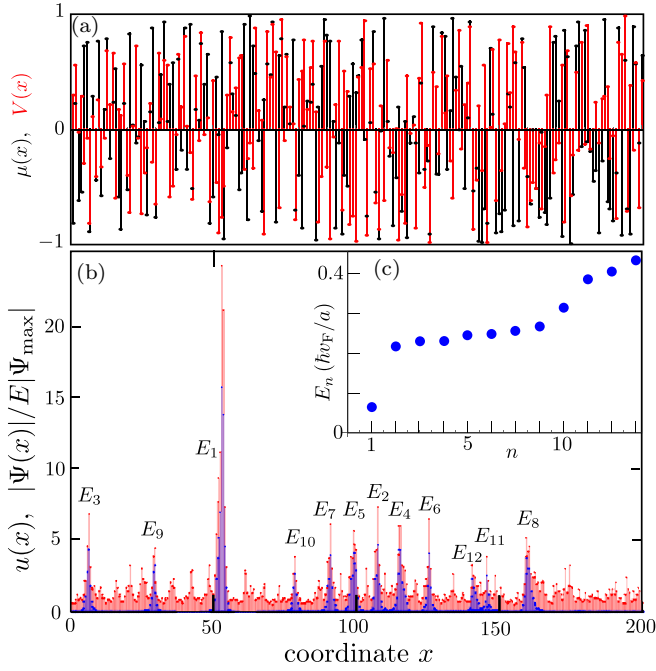 1
(a)
μ(x), V(x)
0
−1
(b)
(c)
20
15
10
5
0
u(x), |Ψ(x)|/E|Ψmax|
0.4
0
E_n (ℏv_F/a)
1
5
10
n
E_1
E_3
E_9
E_10
E_7
E_5
E_2
E_4
E_6
E_12
E_11
E_8
0
50
100
150
200
coordinate x